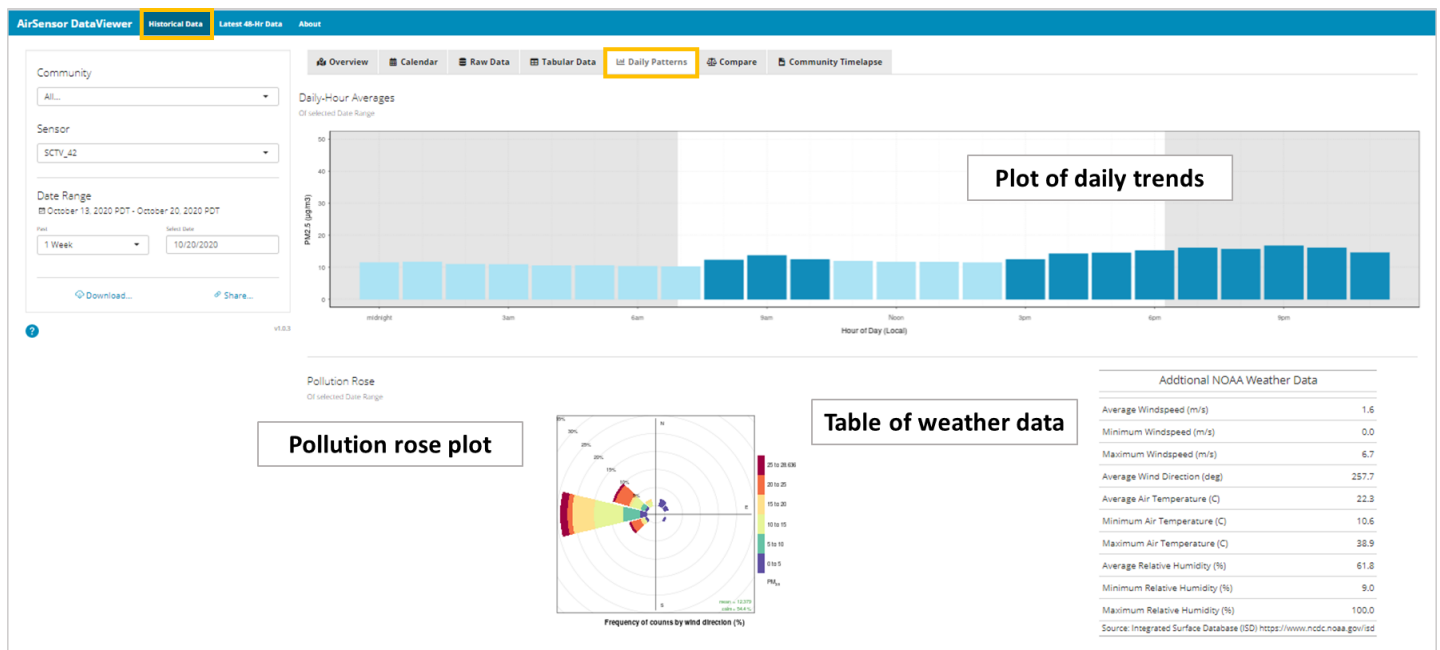 AirSensor DataViewer Historical Data Latest 48-Hr Data About
Overview Calendar Raw Data Tabular Data Daily Patterns Compare Community Timelapse
Community
All...
Sensor
SCTV_42
Date Range
October 13, 2020 PDT - October 20, 2020 PDT
Past Select Date
1 Week 10/20/2020
Download... Share...
?
v1.0.3
Daily-Hour Averages
Of selected Date Range
Plot of daily trends
50
40
30
20
10
0
PM2.5 (µg/m3)
midnight 3am 6am 9am Noon 3pm 6pm 9pm
Hour of Day (Local)
Pollution Rose
Of selected Date Range
Pollution rose plot
30%
25%
20%
15%
10%
5%
N
E
S
25 to 28.636
20 to 25
15 to 20
10 to 15
5 to 10
0 to 5
Frequency of counts by wind direction (%)
Table of weather data
Addtional NOAA Weather Data
Average Windspeed (m/s) 1.6
Minimum Windspeed (m/s) 0.0
Maximum Windspeed (m/s) 6.7
Average Wind Direction (deg) 257.7
Average Air Temperature (C) 22.3
Minimum Air Temperature (C) 10.6
Maximum Air Temperature (C) 38.9
Average Relative Humidity (%) 61.8
Minimum Relative Humidity (%) 9.0
Maximum Relative Humidity (%) 100.0
Source: Integrated Surface Database (ISD) https://www.ncdc.noaa.gov/isd